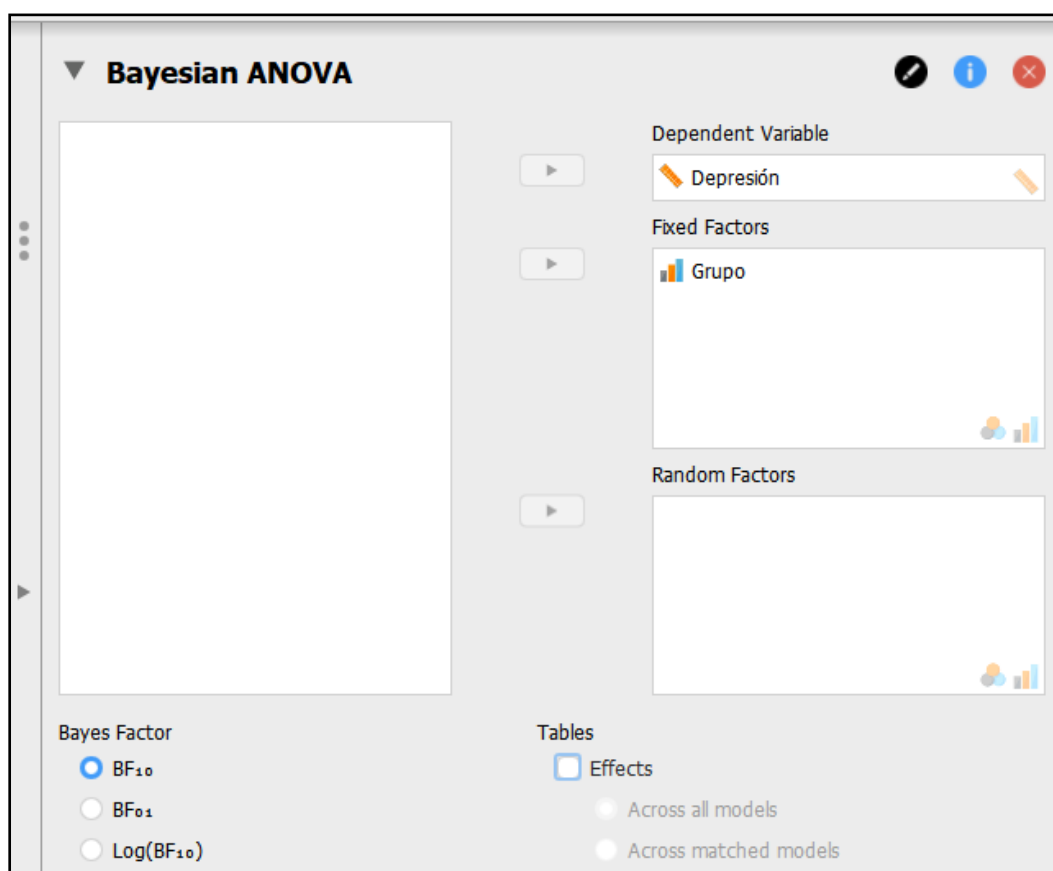 Bayesian ANOVA
Dependent Variable
Depresión
Fixed Factors
Grupo
Random Factors
Bayes Factor
BF₁₀
BF₀₁
Log(BF₁₀)
Tables
Effects
Across all models
Across matched models